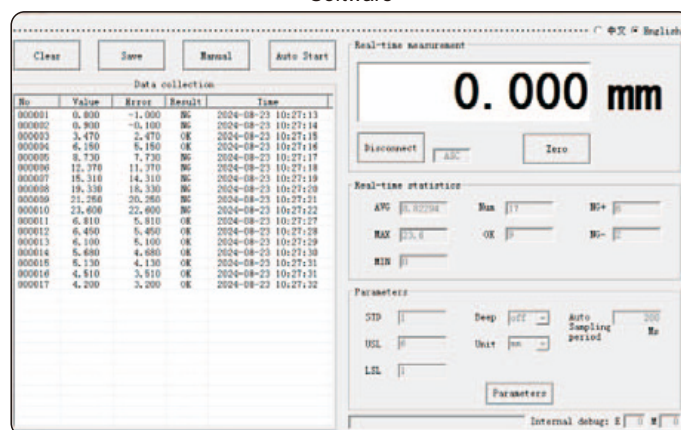 Software
中文 English
Clear Save Manual Auto Start
Data collection
No Value Error Result Time
000001 0.000 -1.000 NG 2024-08-23 10:27:13
000002 0.900 -0.100 NG 2024-08-23 10:27:14
000003 3.470 2.470 OK 2024-08-23 10:27:15
000004 6.150 5.150 OK 2024-08-23 10:27:16
000005 8.730 7.730 NG 2024-08-23 10:27:17
000006 12.370 11.370 NG 2024-08-23 10:27:18
000007 15.310 14.310 NG 2024-08-23 10:27:19
000008 19.330 18.330 NG 2024-08-23 10:27:20
000009 21.250 20.250 NG 2024-08-23 10:27:21
000010 23.600 22.600 NG 2024-08-23 10:27:22
000011 6.810 5.810 OK 2024-08-23 10:27:27
000012 6.450 5.450 OK 2024-08-23 10:27:28
000013 6.100 5.100 OK 2024-08-23 10:27:29
000014 5.680 4.680 OK 2024-08-23 10:27:30
000015 5.130 4.130 OK 2024-08-23 10:27:31
000016 4.510 3.510 OK 2024-08-23 10:27:31
000017 4.200 3.200 OK 2024-08-23 10:27:32
Real-time measurement
0.000 mm
Disconnect ASC Zero
Real-time statistics
AVG 8.82294 Num 17 NG+ 6
MAX 23.6 OK 9 NG- 2
MIN 0
Parameters
STD 1 Beep off Auto Sampling period 200 Ms
USL Unit mm
LSL 1
Parameters
Internal debug: E 0 M 0